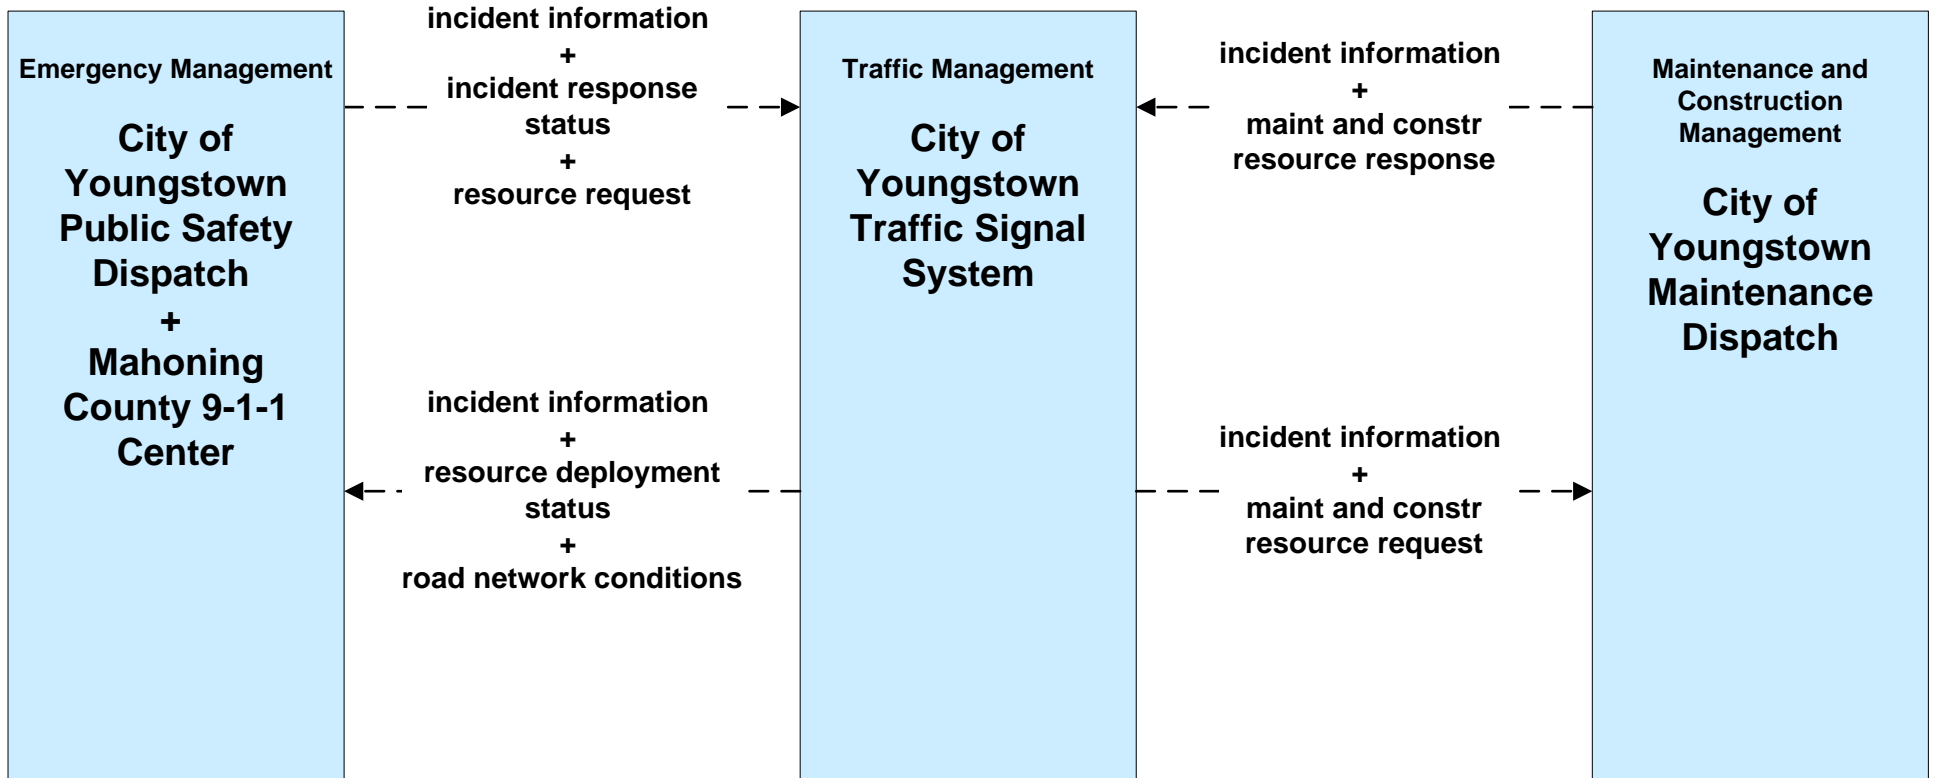 Emergency Management
City of
Youngstown
Public Safety
Dispatch
+
Mahoning
County 9-1-1
Center
incident information
+
incident response
status
+
resource request
incident information
+
resource deployment
status
+
road network conditions
Traffic Management
City of
Youngstown
Traffic Signal
System
incident information
+
maint and constr
resource response
incident information
+
maint and constr
resource request
Maintenance and
Construction
Management
City of
Youngstown
Maintenance
Dispatch